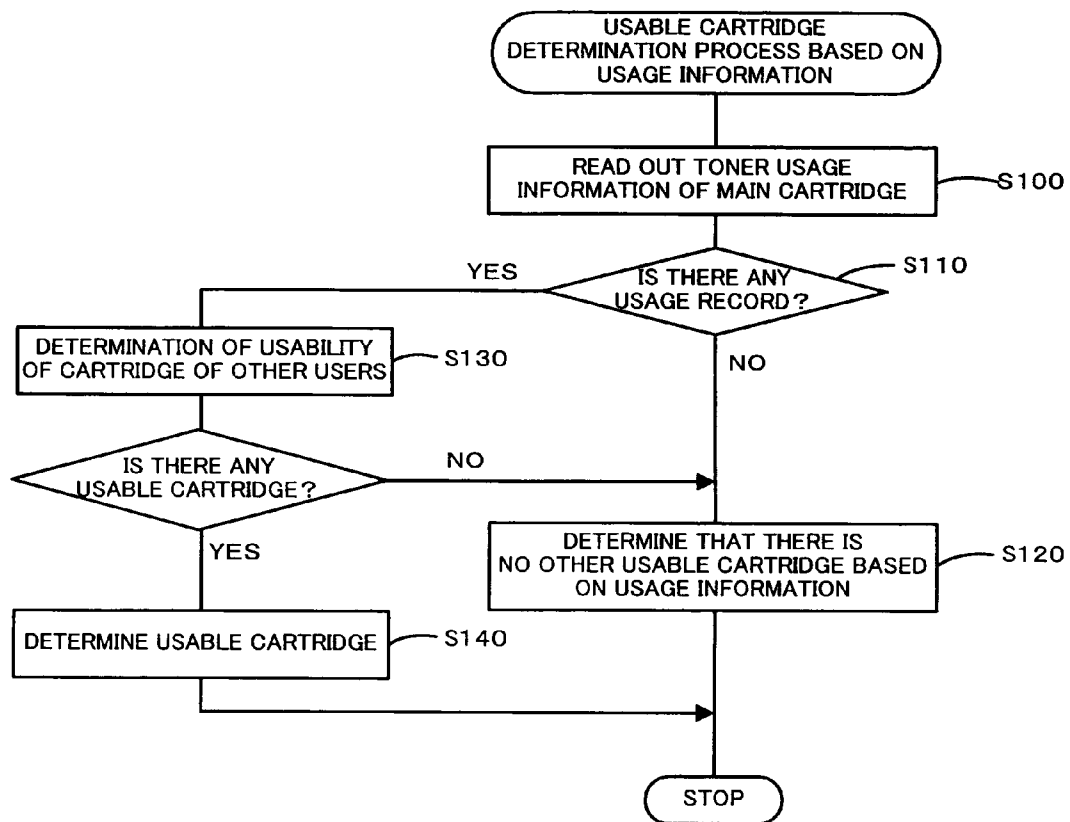 USABLE CARTRIDGE
DETERMINATION PROCESS BASED ON
USAGE INFORMATION
READ OUT TONER USAGE
INFORMATION OF MAIN CARTRIDGE
S100
IS THERE ANY
USAGE RECORD?
S110
YES
NO
DETERMINATION OF USABILITY
OF CARTRIDGE OF OTHER USERS
S130
IS THERE ANY
USABLE CARTRIDGE?
NO
YES
DETERMINE THAT THERE IS
NO OTHER USABLE CARTRIDGE BASED
ON USAGE INFORMATION
S120
DETERMINE USABLE CARTRIDGE
S140
STOP